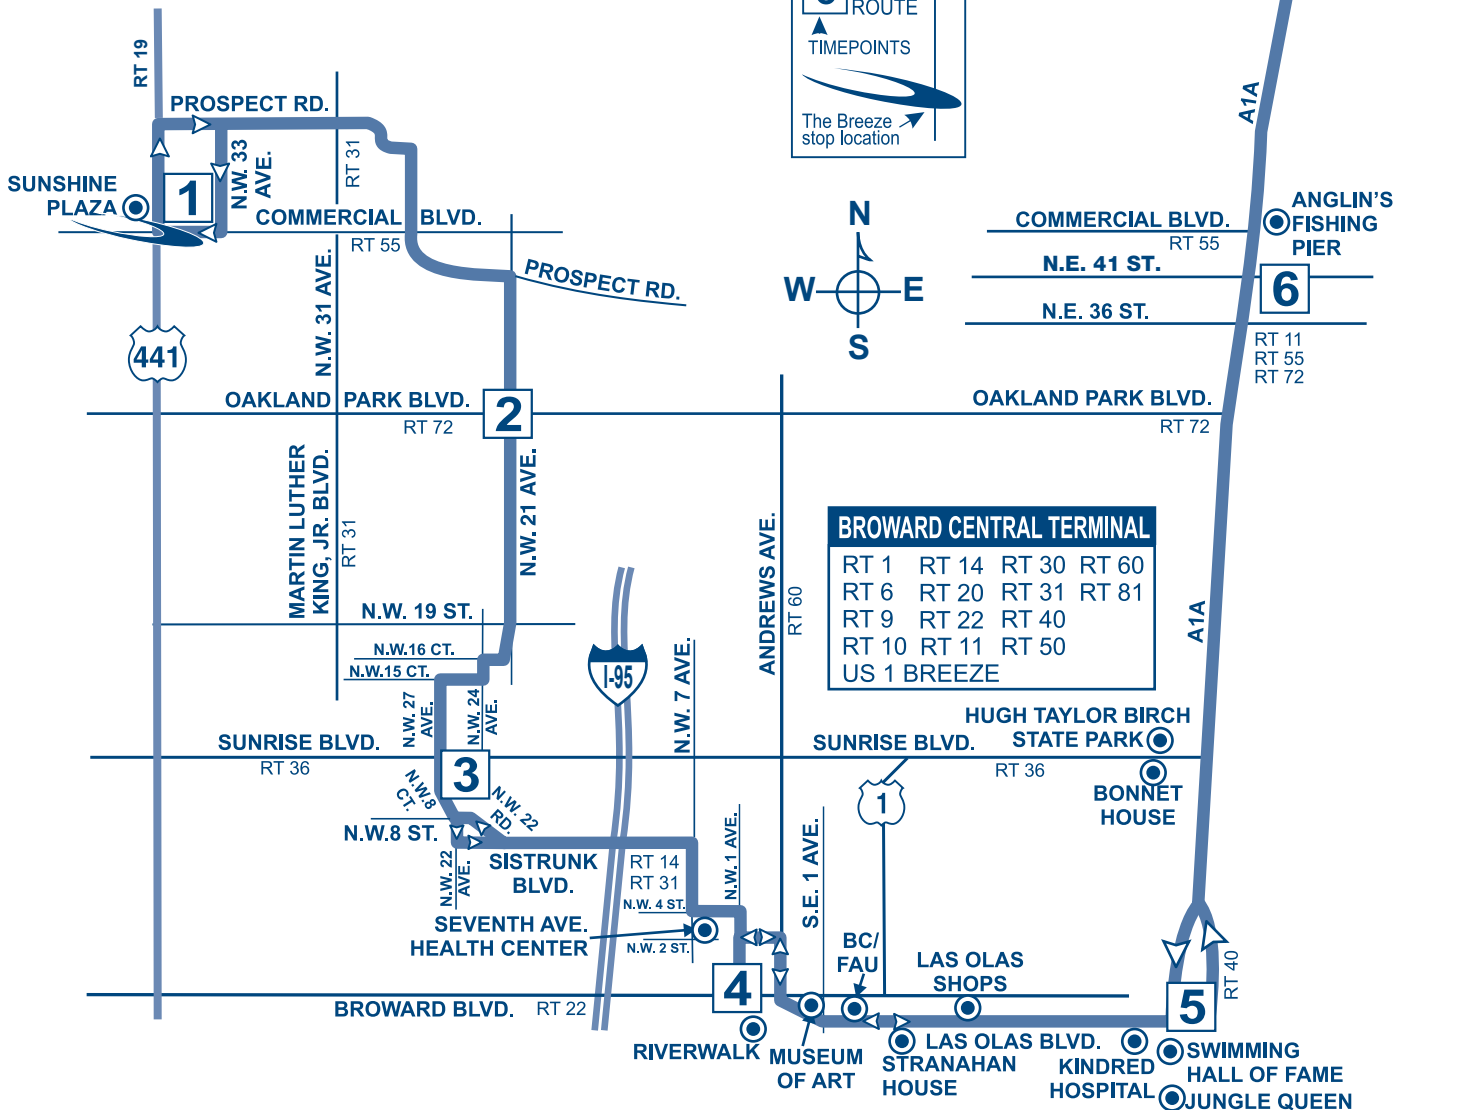 ROUTE
TIMEPOINTS
The Breeze
stop location
RT 19
PROSPECT RD.
RT 31
N.W. 33
AVE.
SUNSHINE
PLAZA
1
COMMERCIAL BLVD.
RT 55
N.W. 31 AVE.
PROSPECT RD.
441
N
W E
S
A1A
COMMERCIAL BLVD.
RT 55
ANGLIN'S
FISHING
PIER
N.E. 41 ST.
6
N.E. 36 ST.
RT 11
RT 55
RT 72
OAKLAND PARK BLVD.
RT 72
2
OAKLAND PARK BLVD.
RT 72
MARTIN LUTHER
KING, JR. BLVD.
RT 31
N.W. 21 AVE.
ANDREWS AVE.
RT 60
BROWARD CENTRAL TERMINAL
RT 1 RT 14 RT 30 RT 60
RT 6 RT 20 RT 31 RT 81
RT 9 RT 22 RT 40
RT 10 RT 11 RT 50
US 1 BREEZE
A1A
N.W. 19 ST.
N.W.16 CT.
N.W.15 CT.
N.W. 27
AVE.
N.W. 24
AVE.
I-95
N.W. 7 AVE.
SUNRISE BLVD.
RT 36
3
SUNRISE BLVD.
RT 36
HUGH TAYLOR BIRCH
STATE PARK
BONNET
HOUSE
1
N.W.8
CT.
N.W. 22
RD.
N.W.8 ST.
N.W. 22
AVE.
SISTRUNK
BLVD.
RT 14
RT 31
N.W. 4 ST.
N.W. 1 AVE.
S.E. 1 AVE.
SEVENTH AVE.
HEALTH CENTER
N.W. 2 ST.
BC/
FAU
LAS OLAS
SHOPS
RT 40
4
5
BROWARD BLVD.
RT 22
RIVERWALK
MUSEUM
OF ART
STRANAHAN
HOUSE
LAS OLAS BLVD.
KINDRED
HOSPITAL
SWIMMING
HALL OF FAME
JUNGLE QUEEN